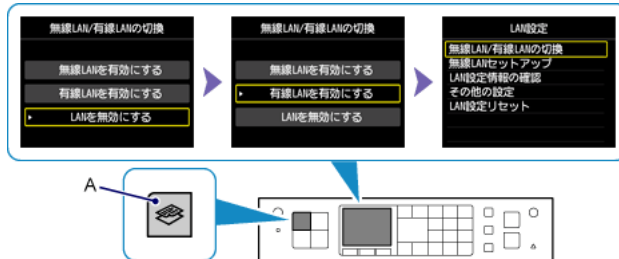 無線LAN/有線LANの切換
無線LANを有効にする
有線LANを有効にする
LANを無効にする
無線LAN/有線LANの切換
無線LANを有効にする
有線LANを有効にする
LANを無効にする
LAN設定
無線LAN/有線LANの切換
無線LANセットアップ
LAN設定情報の確認
その他の設定
LAN設定リセット
A